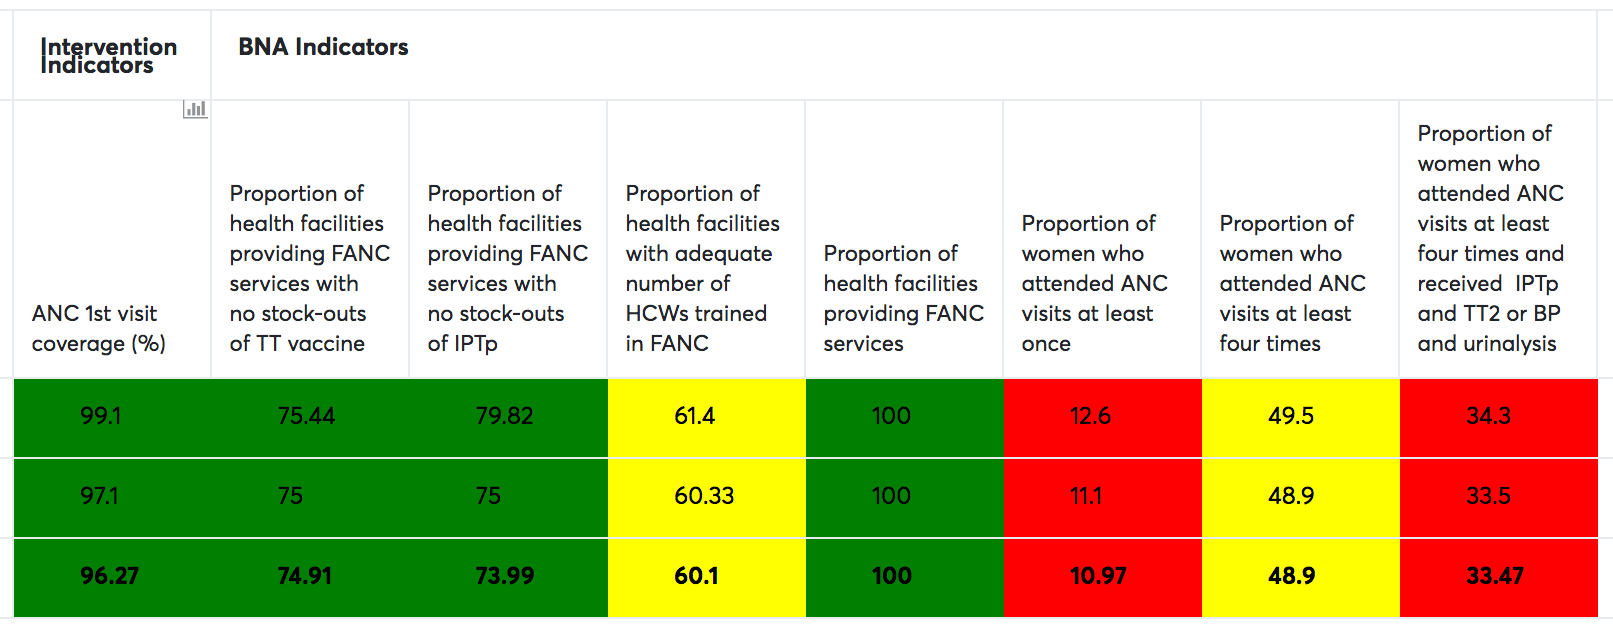 Intervention
Indicators
BNA Indicators
ANC 1st visit
coverage (%)
Proportion of
health facilities
providing FANC
services with
no stock-outs
of TT vaccine
Proportion of
health facilities
providing FANC
services with
no stock-outs
of IPTp
Proportion of
health facilities
with adequate
number of
HCWs trained
in FANC
Proportion of
health facilities
providing FANC
services
Proportion of
women who
attended ANC
visits at least
once
Proportion of
women who
attended ANC
visits at least
four times
Proportion of
women who
attended ANC
visits at least
four times and
received IPTp
and TT2 or BP
and urinalysis
99.1 75.44 79.82 61.4 100 12.6 49.5 34.3
97.1 75 75 60.33 100 11.1 48.9 33.5
96.27 74.91 73.99 60.1 100 10.97 48.9 33.47